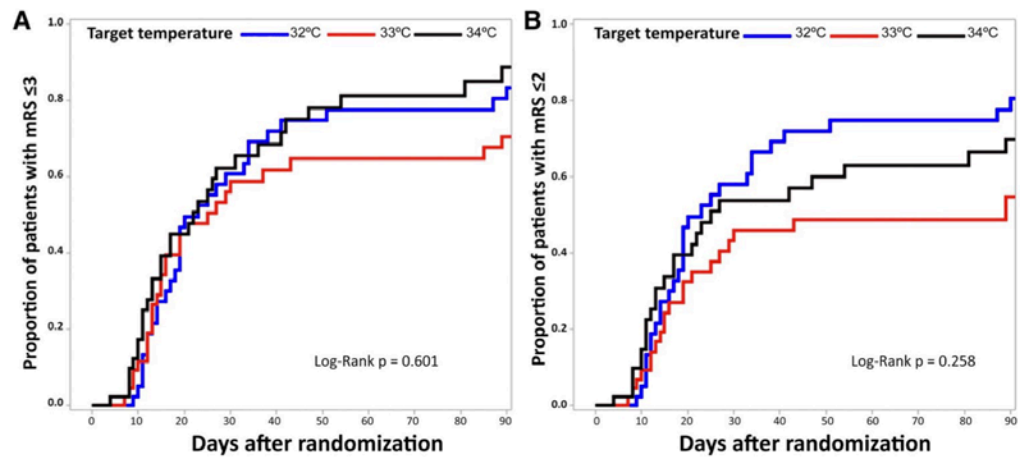 A
Target temperature 32ºC 33ºC 34ºC
Proportion of patients with mRS ≤3
1.0
0.8
0.6
0.4
0.2
0.0
Log-Rank p = 0.601
0 10 20 30 40 50 60 70 80 90
Days after randomization
B
Target temperature 32ºC 33ºC 34ºC
Proportion of patients with mRS ≤2
1.0
0.8
0.6
0.4
0.2
0.0
Log-Rank p = 0.258
0 10 20 30 40 50 60 70 80 90
Days after randomization